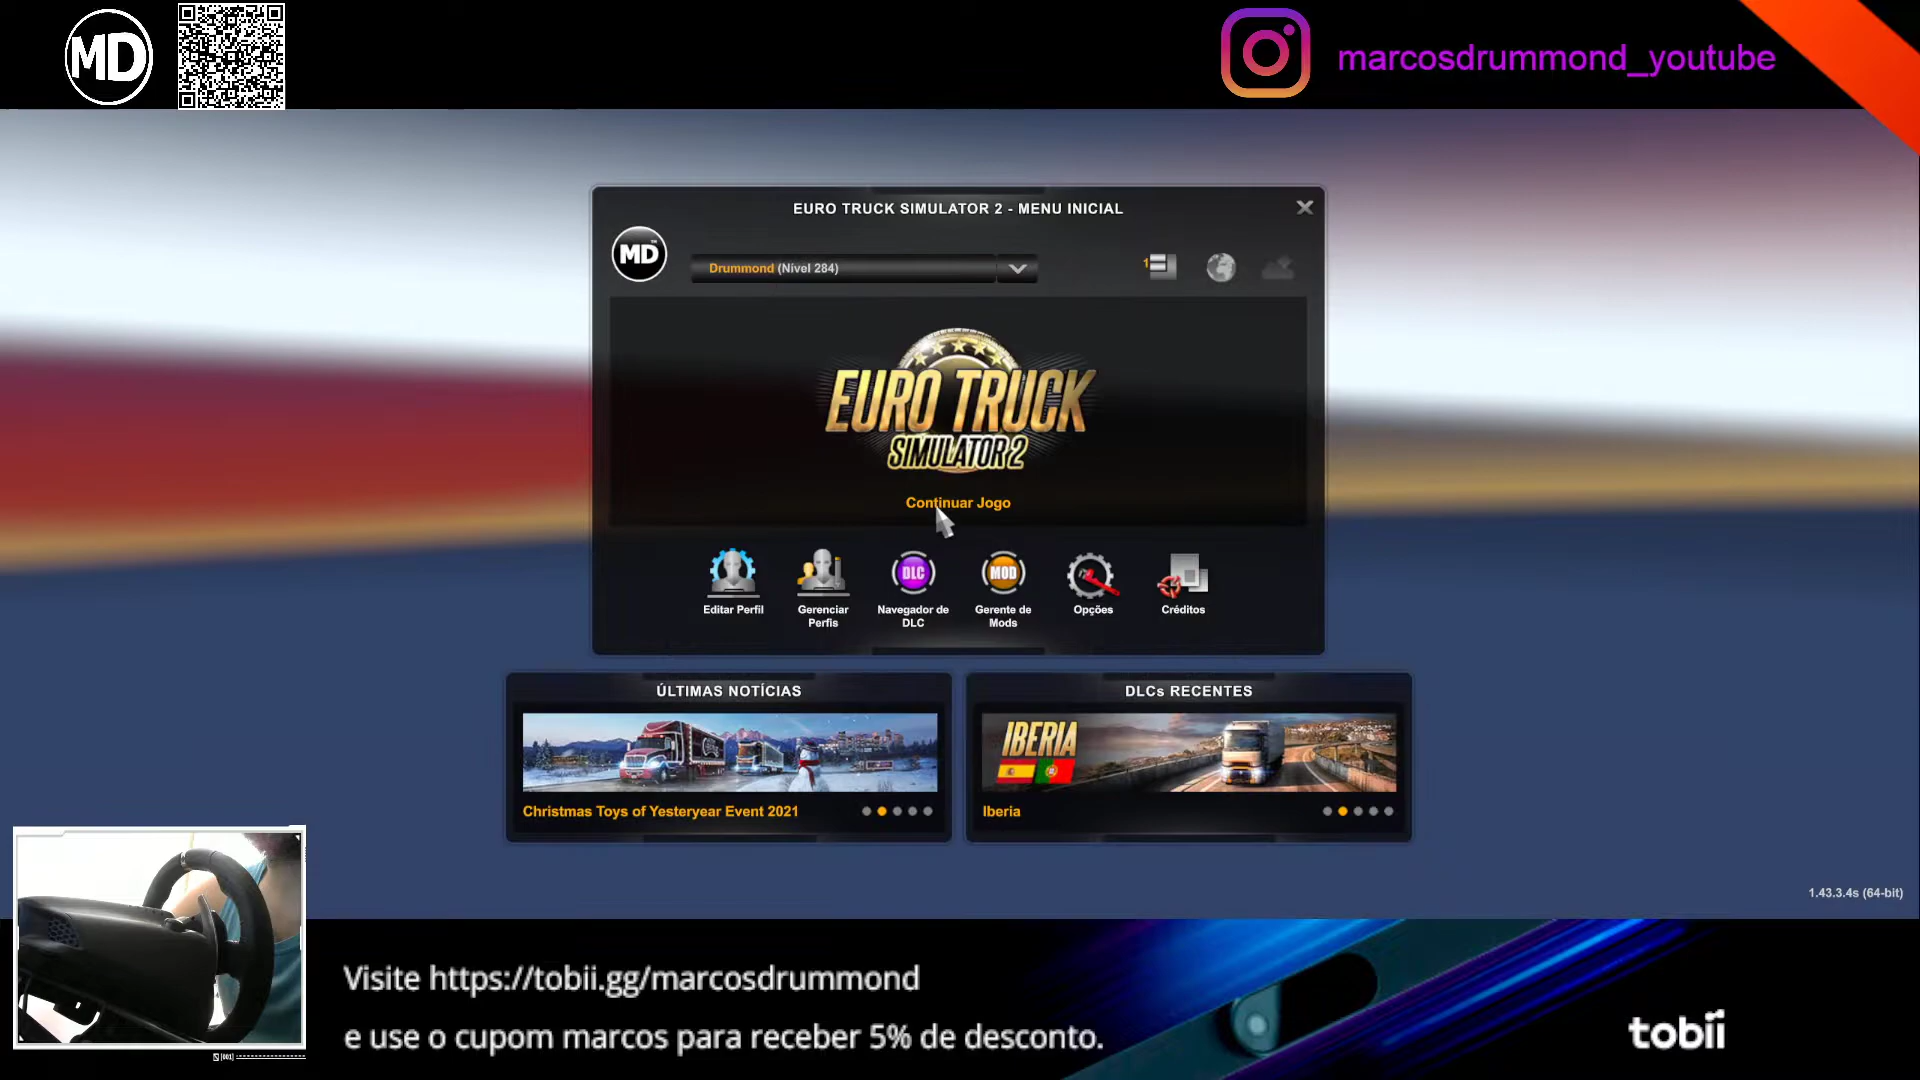 MD
marcosdrummond_youtube
EURO TRUCK SIMULATOR 2 - MENU INICIAL
MD
Drummond (Nível 284)
1
EURO TRUCK
SIMULATOR 2
Continuar Jogo
DLC
MOD
Editar Perfil
Gerenciar
Perfis
Navegador de
DLC
Gerente de
Mods
Opções
Créditos
ÚLTIMAS NOTÍCIAS
Christmas Toys of Yesteryear Event 2021
DLCs RECENTES
IBERIA
Iberia
1.43.3.4s (64-bit)
Visite https://tobii.gg/marcosdrummond
e use o cupom marcos para receber 5% de desconto.
tobii